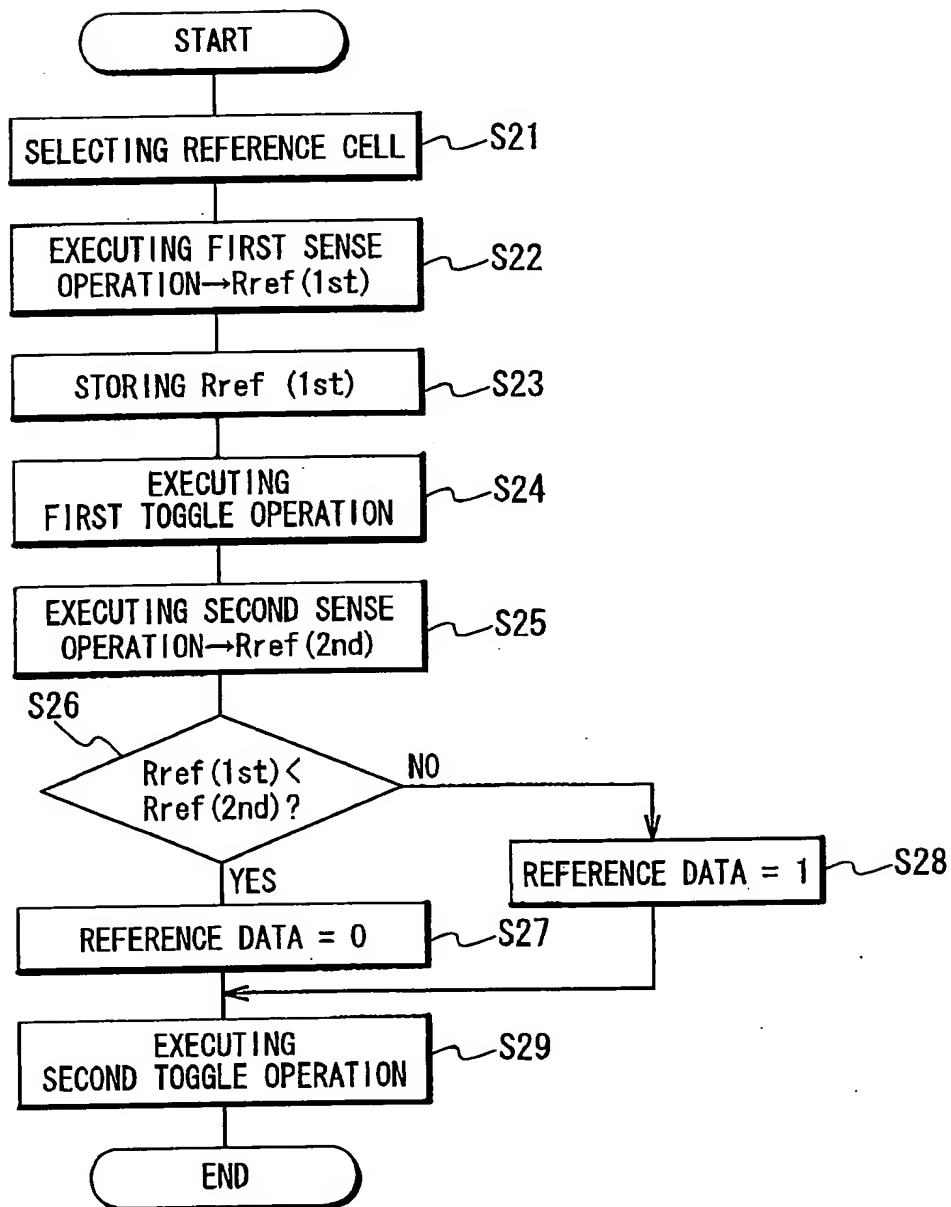 START
SELECTING REFERENCE CELL
S21
EXECUTING FIRST SENSE
OPERATION→Rref(1st)
S22
STORING Rref (1st)
S23
EXECUTING
FIRST TOGGLE OPERATION
S24
EXECUTING SECOND SENSE
OPERATION→Rref(2nd)
S25
S26
Rref(1st)<
Rref(2nd)?
NO
YES
REFERENCE DATA = 1
S28
REFERENCE DATA = 0
S27
EXECUTING
SECOND TOGGLE OPERATION
S29
END